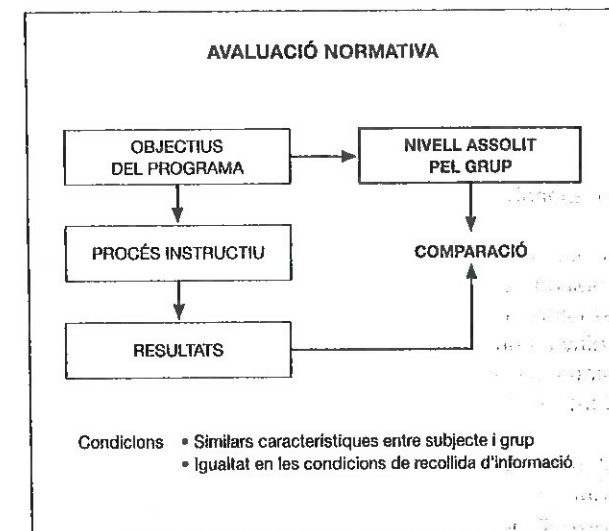 AVALUACIÓ NORMATIVA
OBJECTIUS
DEL PROGRAMA
NIVELL ASSOLIT
PEL GRUP
PROCÉS INSTRUCTIU
COMPARACIÓ
RESULTATS
Condicions • Similars característiques entre subjecte i grup
• Igualtat en les condicions de recollida d'informació